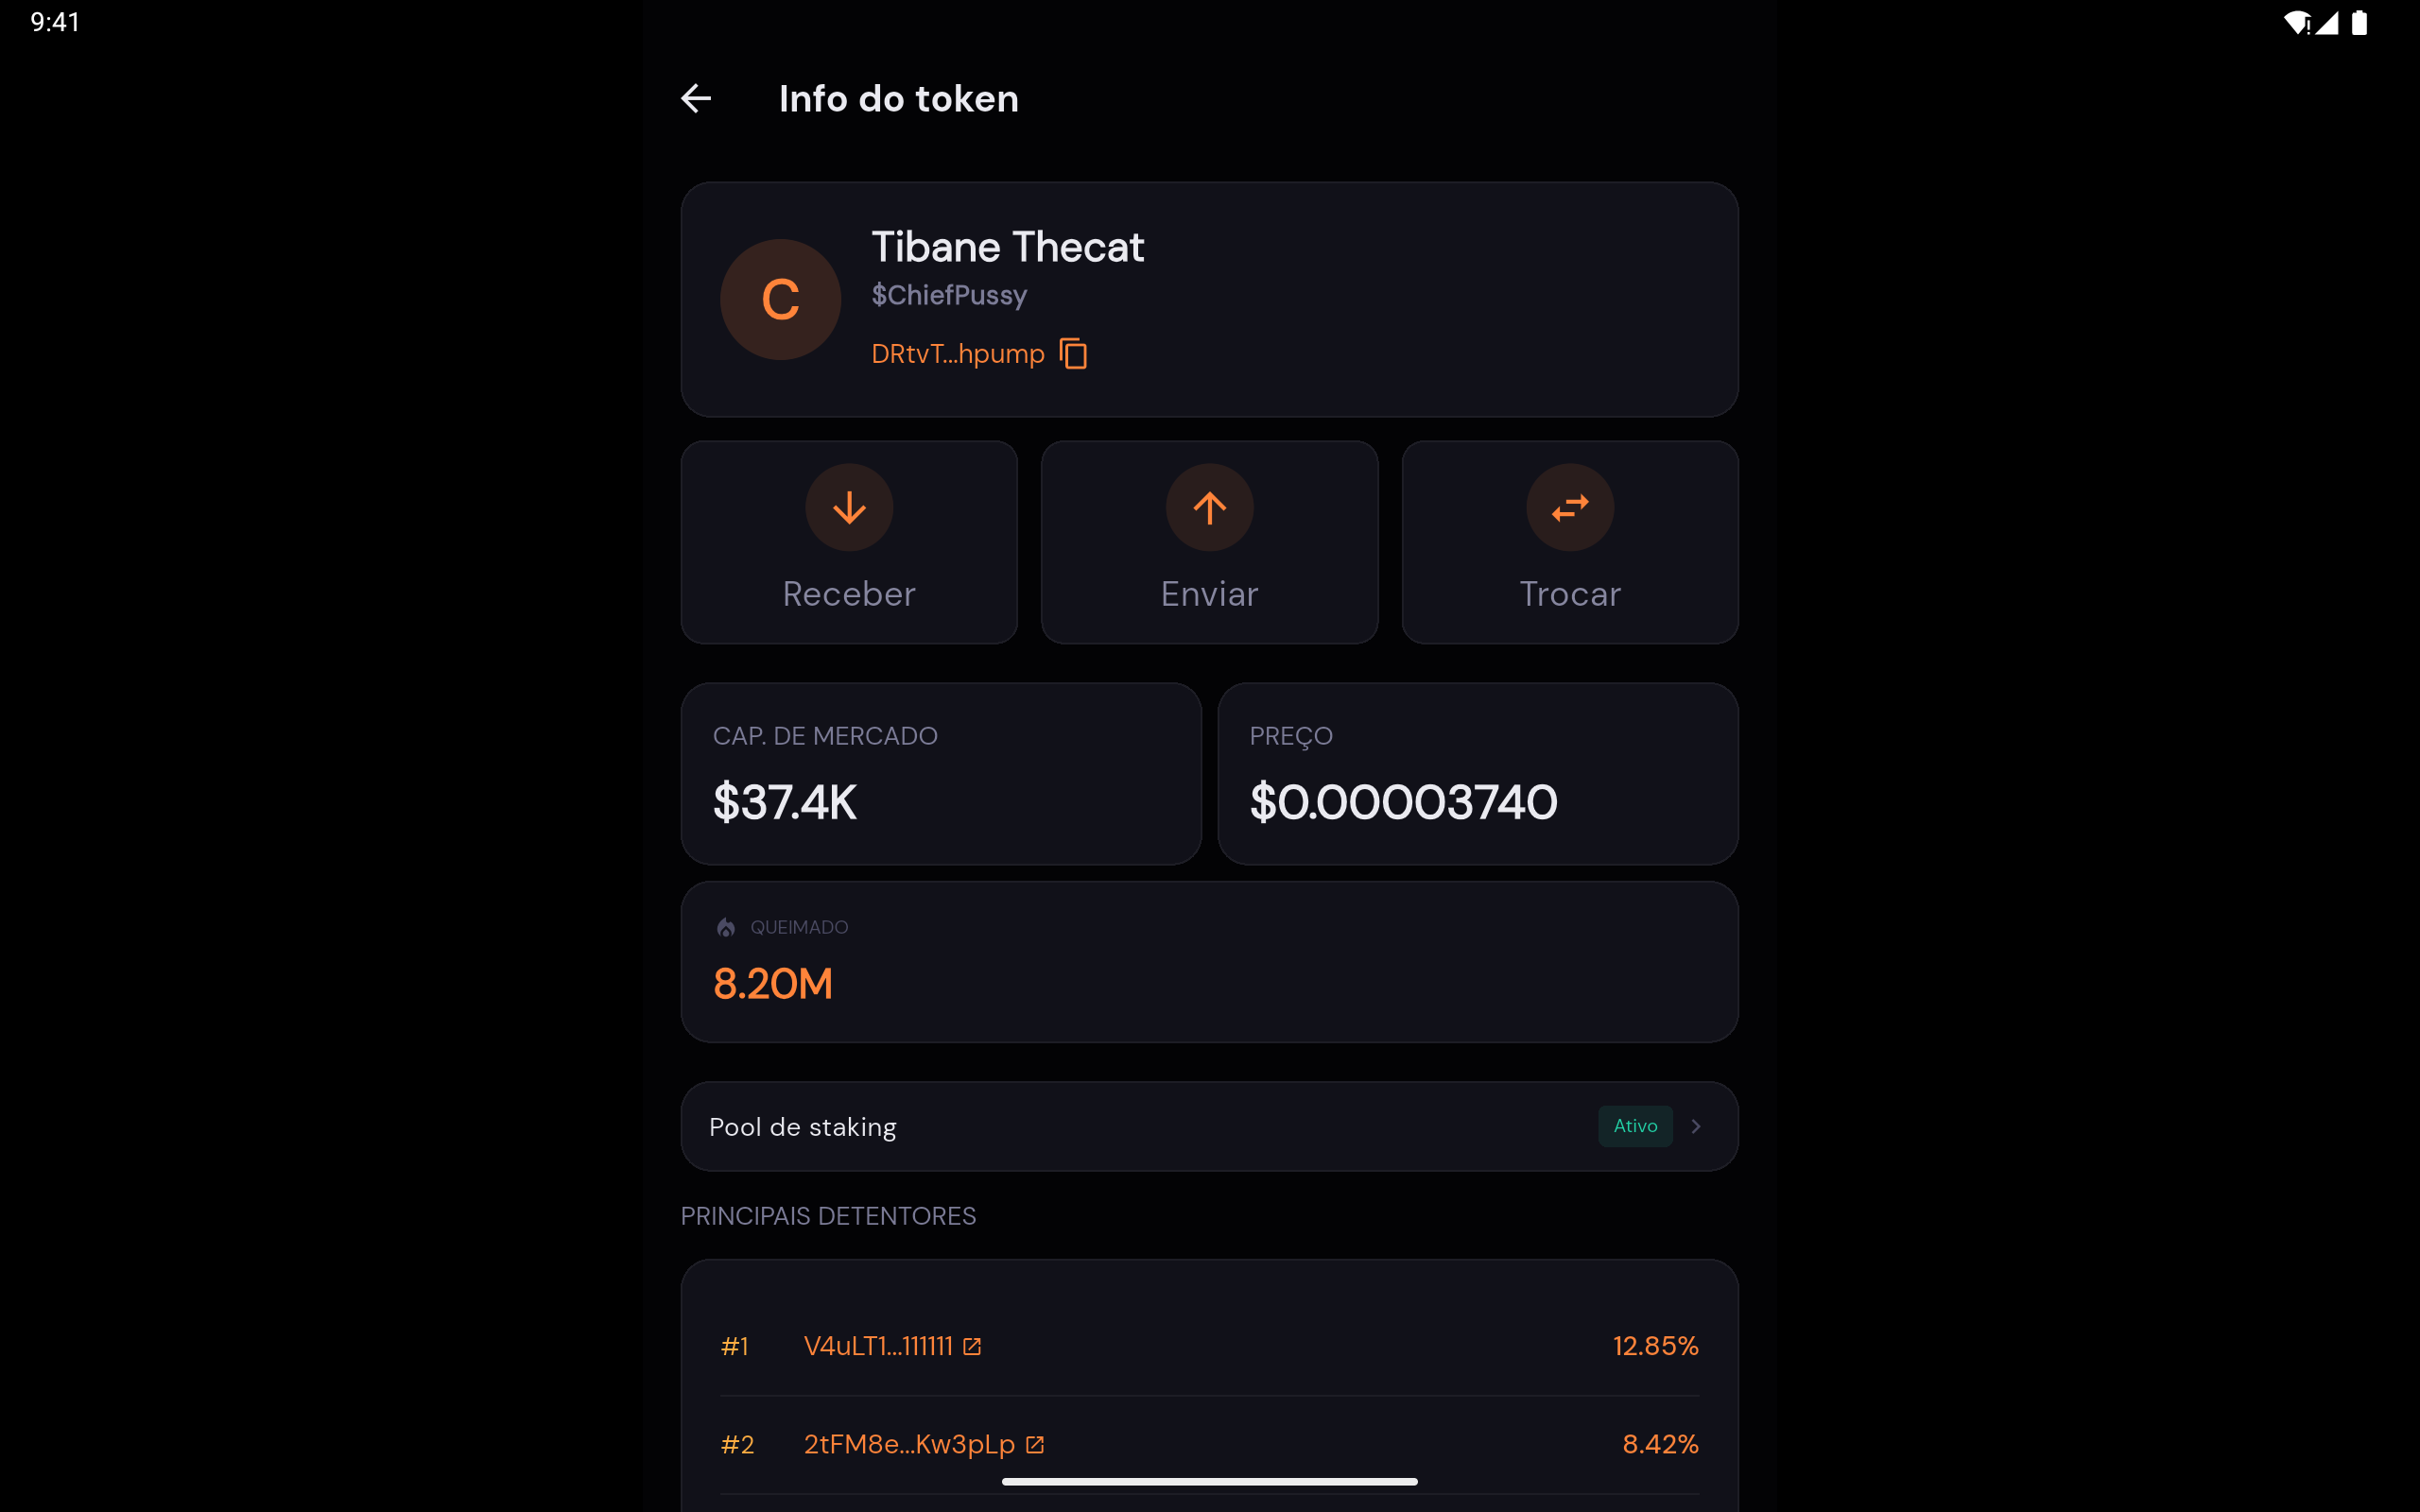 9:41
Info do token
C
Tibane Thecat
$ChiefPussy
DRtvT...hpump
Receber
Enviar
Trocar
CAP. DE MERCADO
$37.4K
PREÇO
$0.00003740
QUEIMADO
8.20M
Pool de staking
Ativo
PRINCIPAIS DETENTORES
#1 V4uLT1...111111 12.85%
#2 2tFM8e...Kw3pLp 8.42%